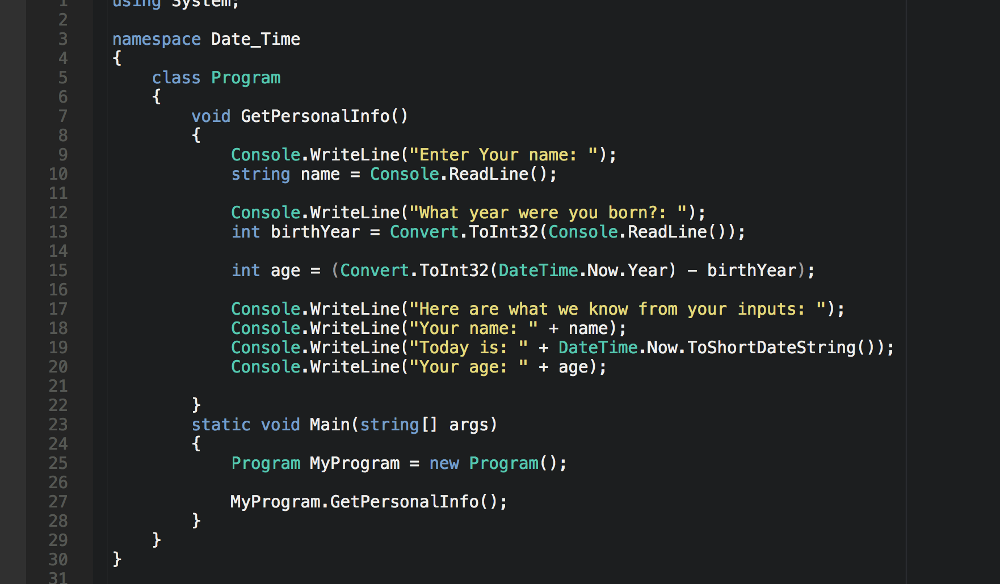 1 using System;
2
3 namespace Date_Time
4 {
5 class Program
6 {
7 void GetPersonalInfo()
8 {
9 Console.WriteLine("Enter Your name: ");
10 string name = Console.ReadLine();
11
12 Console.WriteLine("What year were you born?: ");
13 int birthYear = Convert.ToInt32(Console.ReadLine());
14
15 int age = (Convert.ToInt32(DateTime.Now.Year) - birthYear);
16
17 Console.WriteLine("Here are what we know from your inputs: ");
18 Console.WriteLine("Your name: " + name);
19 Console.WriteLine("Today is: " + DateTime.Now.ToShortDateString());
20 Console.WriteLine("Your age: " + age);
21
22 }
23 static void Main(string[] args)
24 {
25 Program MyProgram = new Program();
26
27 MyProgram.GetPersonalInfo();
28 }
29 }
30 }
31